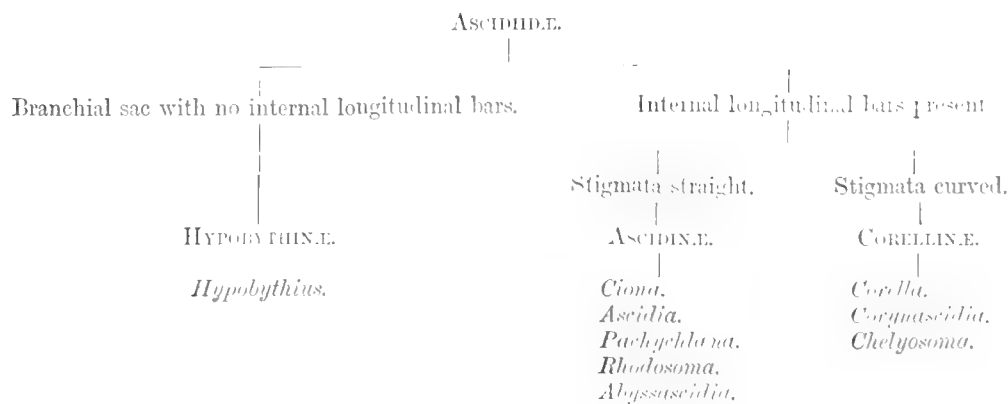 ASCIDIIDÆ.
Branchial sac with no internal longitudinal bars.
Internal longitudinal bars present
Stigmata straight.
Stigmata curved.
HYPOBYTHINÆ.
ASCIDINÆ.
CORELLINÆ.
Hypobythius.
Ciona.
Corella.
Ascidia.
Corynascidia.
Pachychlæna.
Chelyosoma.
Rhodosoma.
Abyssascidia.